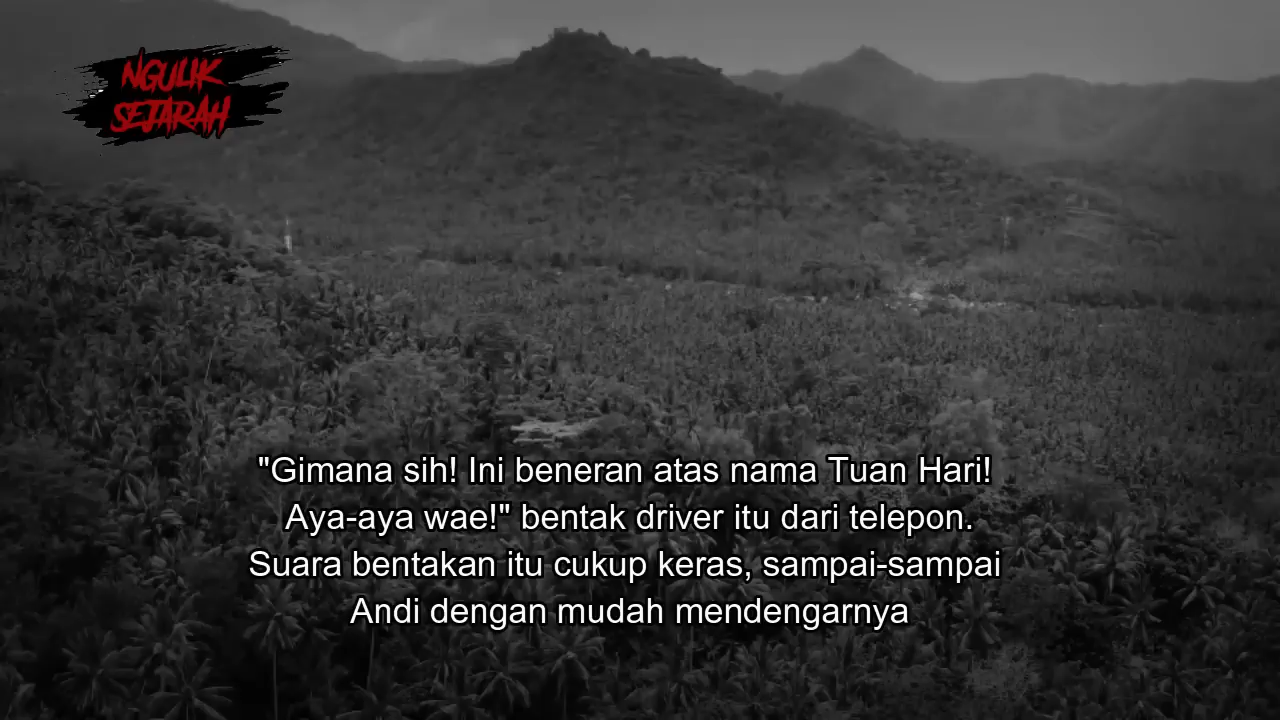 NGULIK
SEJARAH
"Gimana sih! Ini beneran atas nama Tuan Hari!
Aya-aya wae!" bentak driver itu dari telepon.
Suara bentakan itu cukup keras, sampai-sampai
Andi dengan mudah mendengarnya